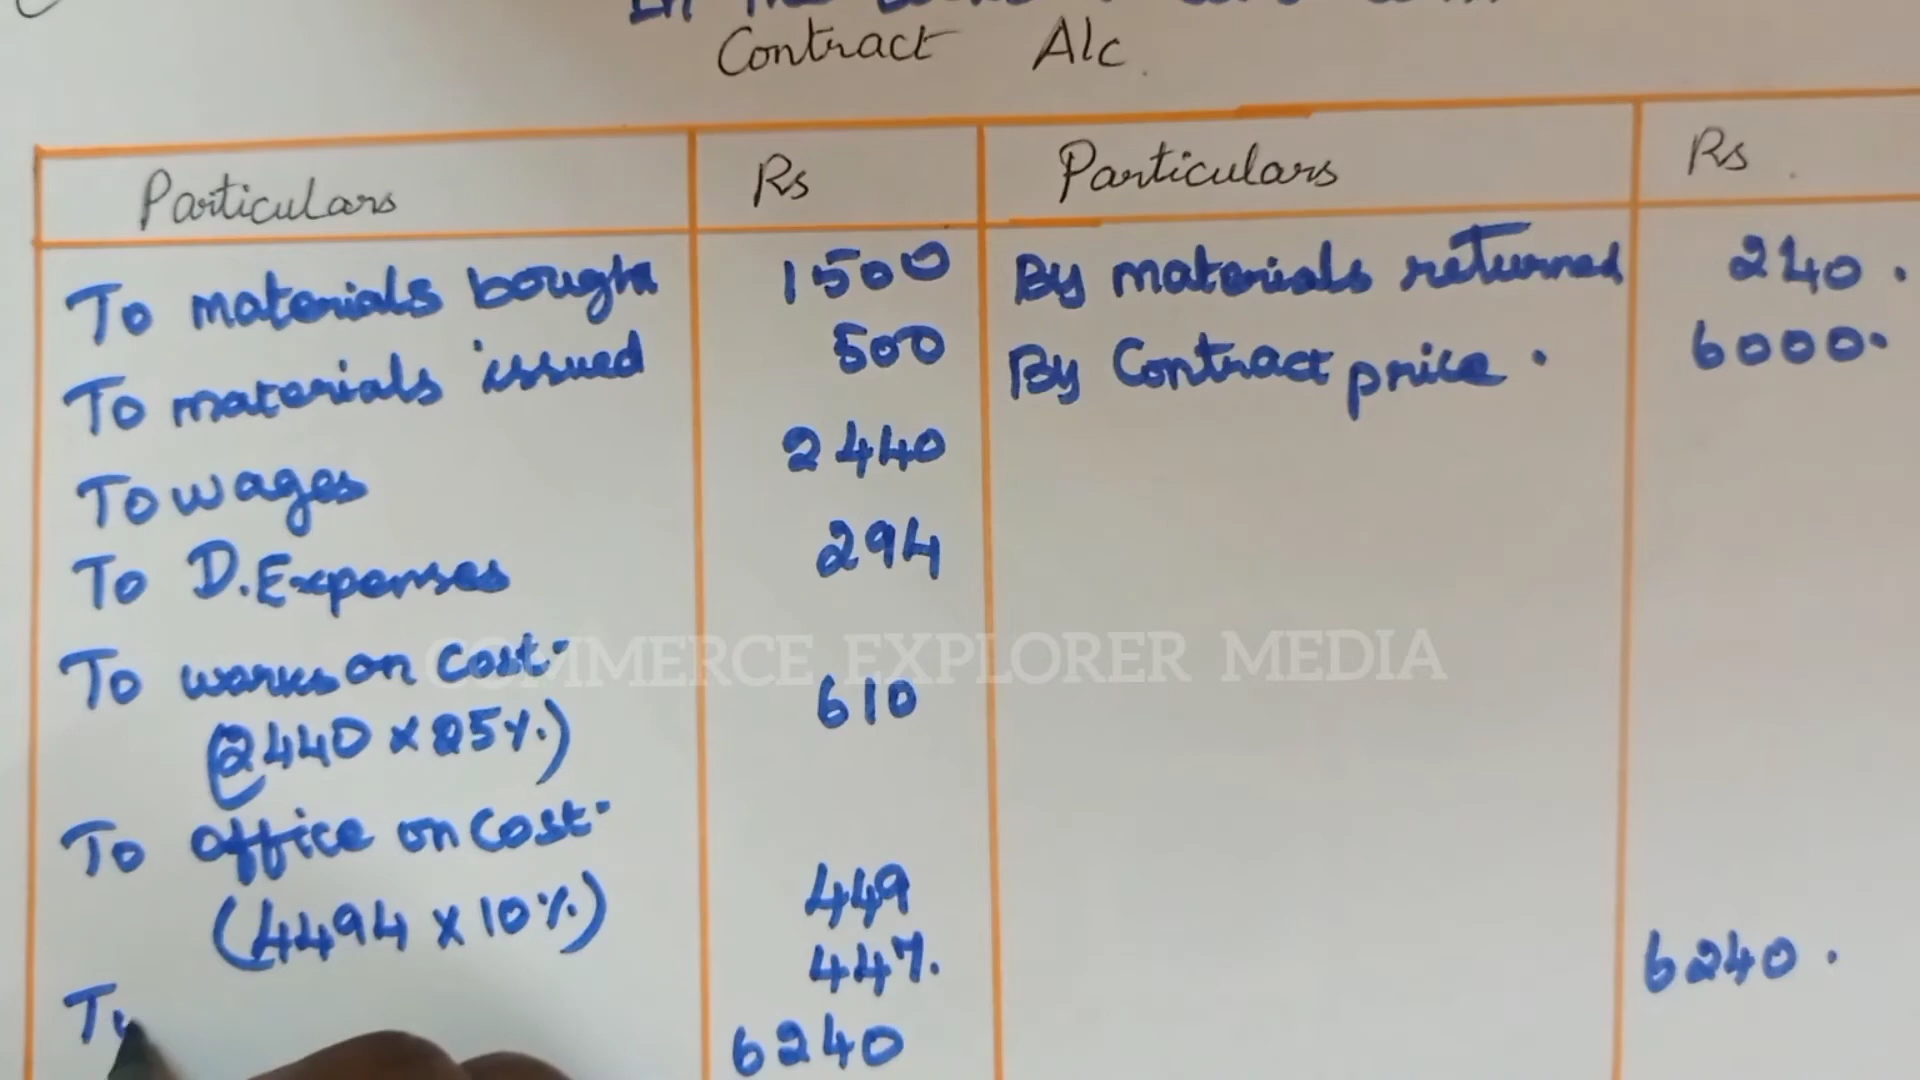 Contract A/c.
Particulars Rs Particulars Rs
To materials bought 1500 By materials returned 240.
To materials issued 500 By Contract price. 6000.
To wages 2440
To D.Expenses 294
To works on cost-
(2440 x 25%.) 610
To office on cost-
(4494 x 10%) 449
447. 6240.
To
6240
COMMERCE EXPLORER MEDIA